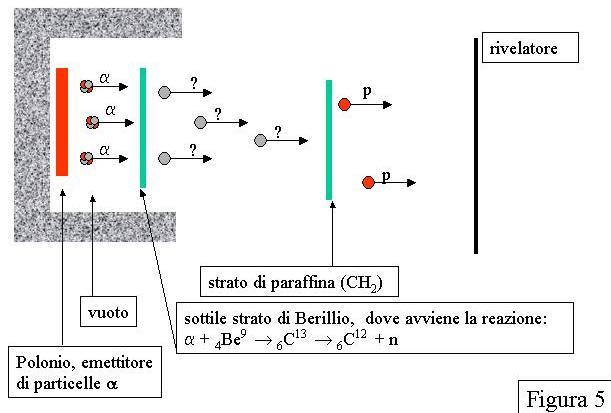 rivelatore
α
?
p
α
?
?
α
?
p
strato di paraffina (CH₂)
vuoto
sottile strato di Berillio, dove avviene la reazione:
α + ₄Be⁹ → ₆C¹³ → ₆C¹² + n
Polonio, emettitore
di particelle α
Figura 5